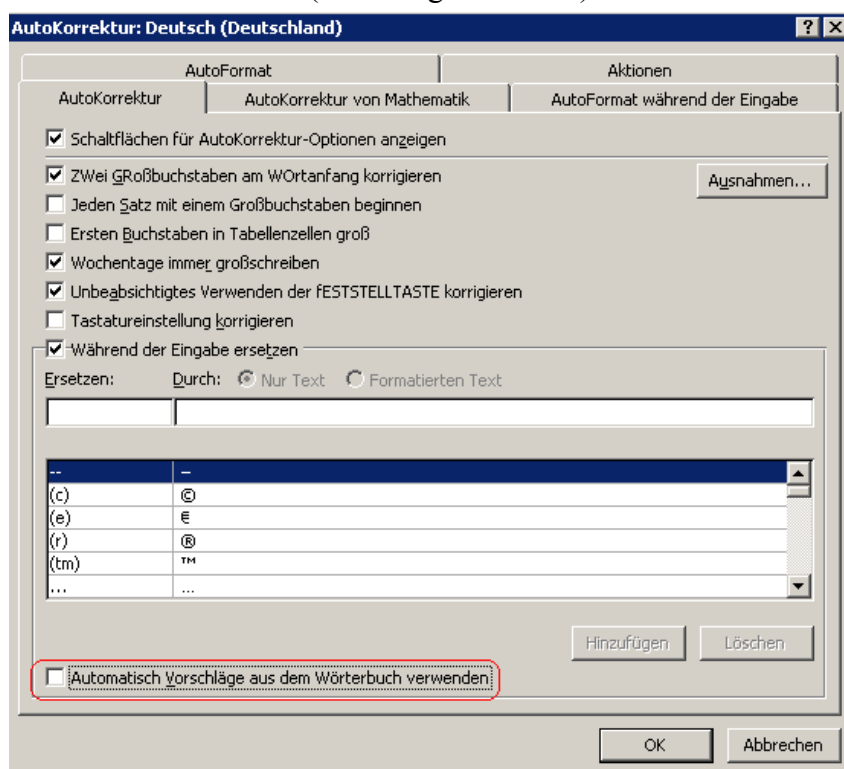 AutoKorrektur: Deutsch (Deutschland)
AutoFormat Aktionen
AutoKorrektur AutoKorrektur von Mathematik AutoFormat während der Eingabe
Schaltflächen für AutoKorrektur-Optionen anzeigen
ZWei GRoßbuchstaben am WOrtanfang korrigieren
Ausnahmen...
Jeden Satz mit einem Großbuchstaben beginnen
Ersten Buchstaben in Tabellenzellen groß
Wochentage immer großschreiben
Unbeabsichtigtes Verwenden der fESTSTELLTASTE korrigieren
Tastatureinstellung korrigieren
Während der Eingabe ersetzen
Ersetzen: Durch: Nur Text Formatierten Text
-- –
(c) ©
(e) €
(r) ®
(tm) ™
... ...
Hinzufügen Löschen
Automatisch Vorschläge aus dem Wörterbuch verwenden
OK Abbrechen